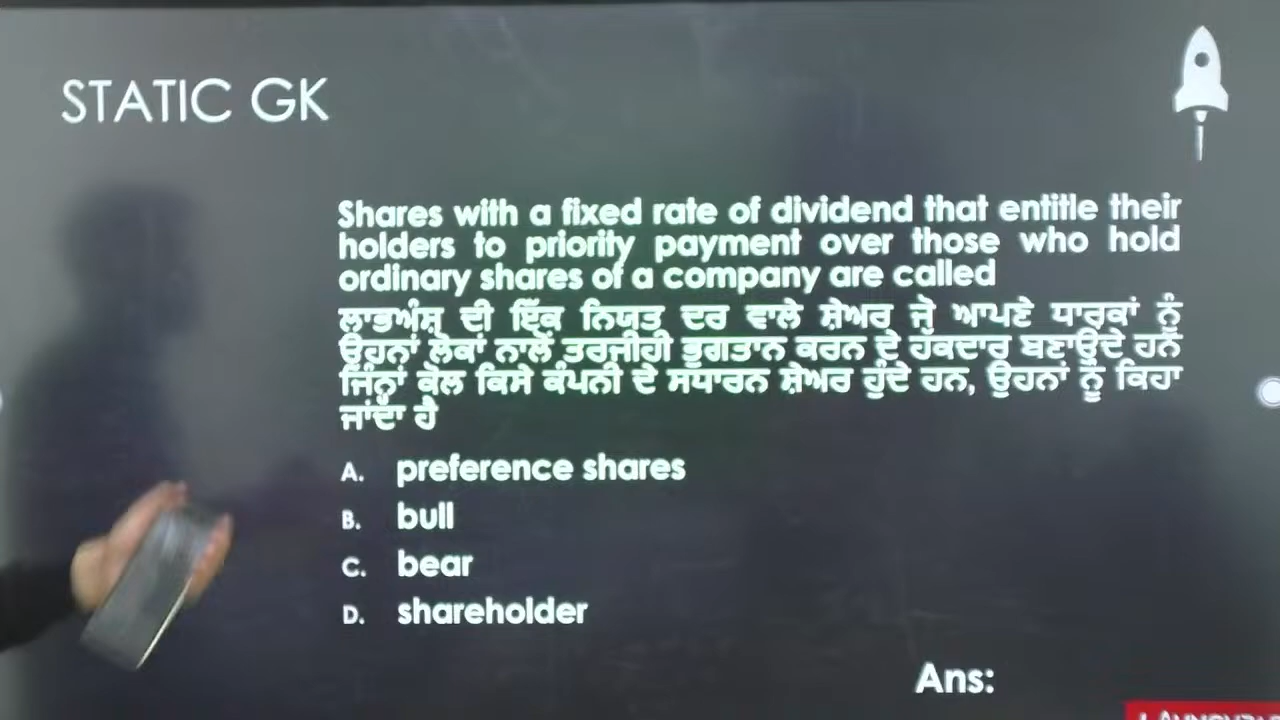 STATIC GK
Shares with a fixed rate of dividend that entitle their
holders to priority payment over those who hold
ordinary shares of a company are called
ਲਾਭਅੰਸ਼ ਦੀ ਇੱਕ ਨਿਯਤ ਦਰ ਵਾਲੇ ਸ਼ੇਅਰ ਜੋ ਆਪਣੇ ਧਾਰਕਾਂ ਨੂੰ
ਉਹਨਾਂ ਲੋਕਾਂ ਨਾਲੋਂ ਤਰਜੀਹੀ ਭੁਗਤਾਨ ਕਰਨ ਦੇ ਹੱਕਦਾਰ ਬਣਾਉਂਦੇ ਹਨ
ਜਿੰਨ੍ਹਾਂ ਕੋਲ ਕਿਸੇ ਕੰਪਨੀ ਦੇ ਸਧਾਰਨ ਸ਼ੇਅਰ ਹੁੰਦੇ ਹਨ, ਉਹਨਾਂ ਨੂੰ ਕਿਹਾ
ਜਾਂਦਾ ਹੈ
A. preference shares
B. bull
C. bear
D. shareholder
Ans: